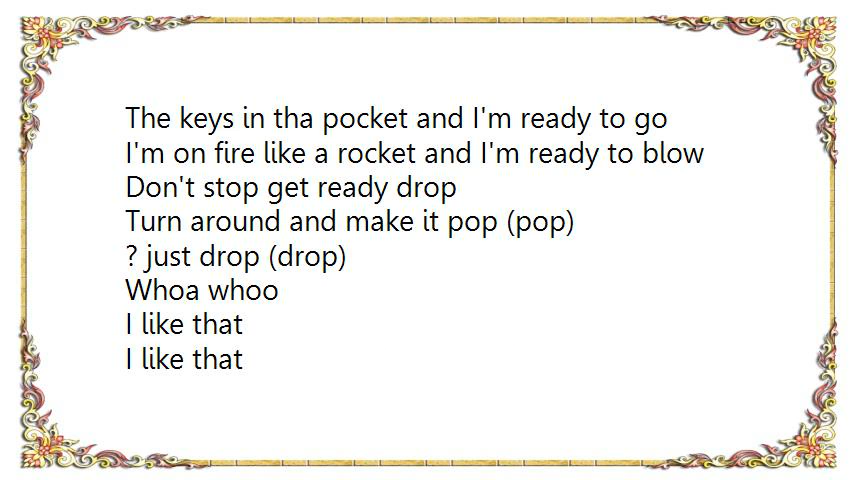 The keys in tha pocket and I'm ready to go
I'm on fire like a rocket and I'm ready to blow
Don't stop get ready drop
Turn around and make it pop (pop)
? just drop (drop)
Whoa whoo
I like that
I like that